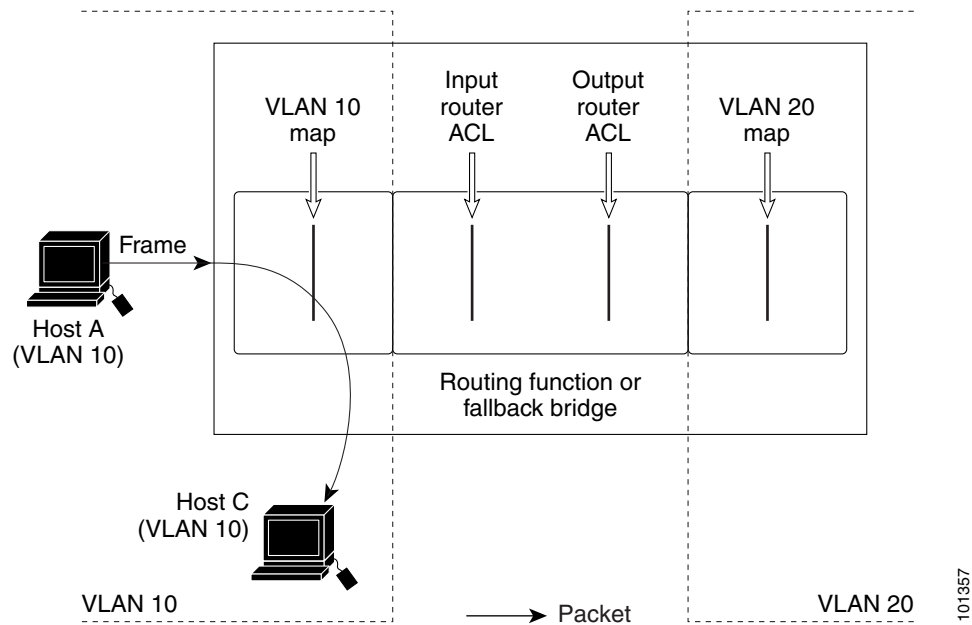 VLAN 10
map
Input
router
ACL
Output
router
ACL
VLAN 20
map
Frame
Host A
(VLAN 10)
Routing function or
fallback bridge
Host C
(VLAN 10)
VLAN 10
Packet
VLAN 20
101357